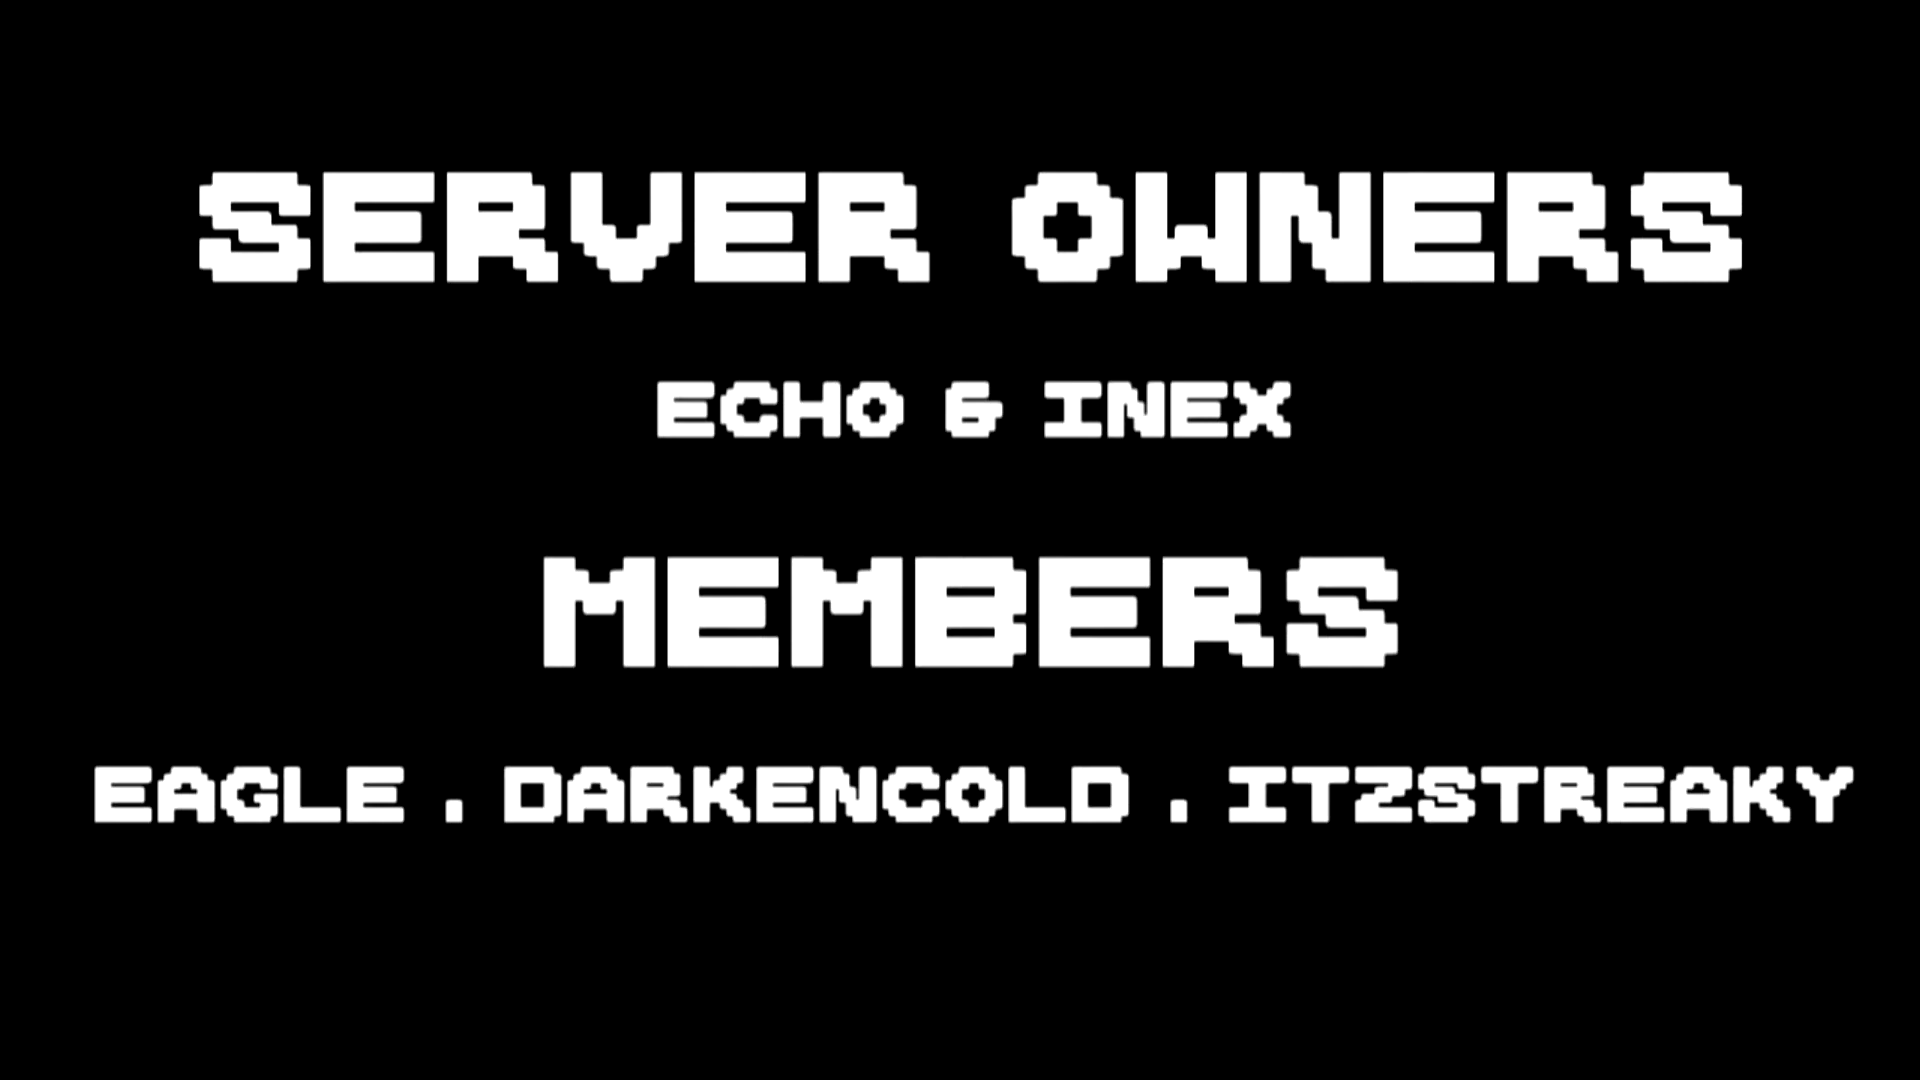 SERVER OWNERS
ECHO & INEX
MEMBERS
EAGLE . DARKENCOLD . ITZSTREAKY